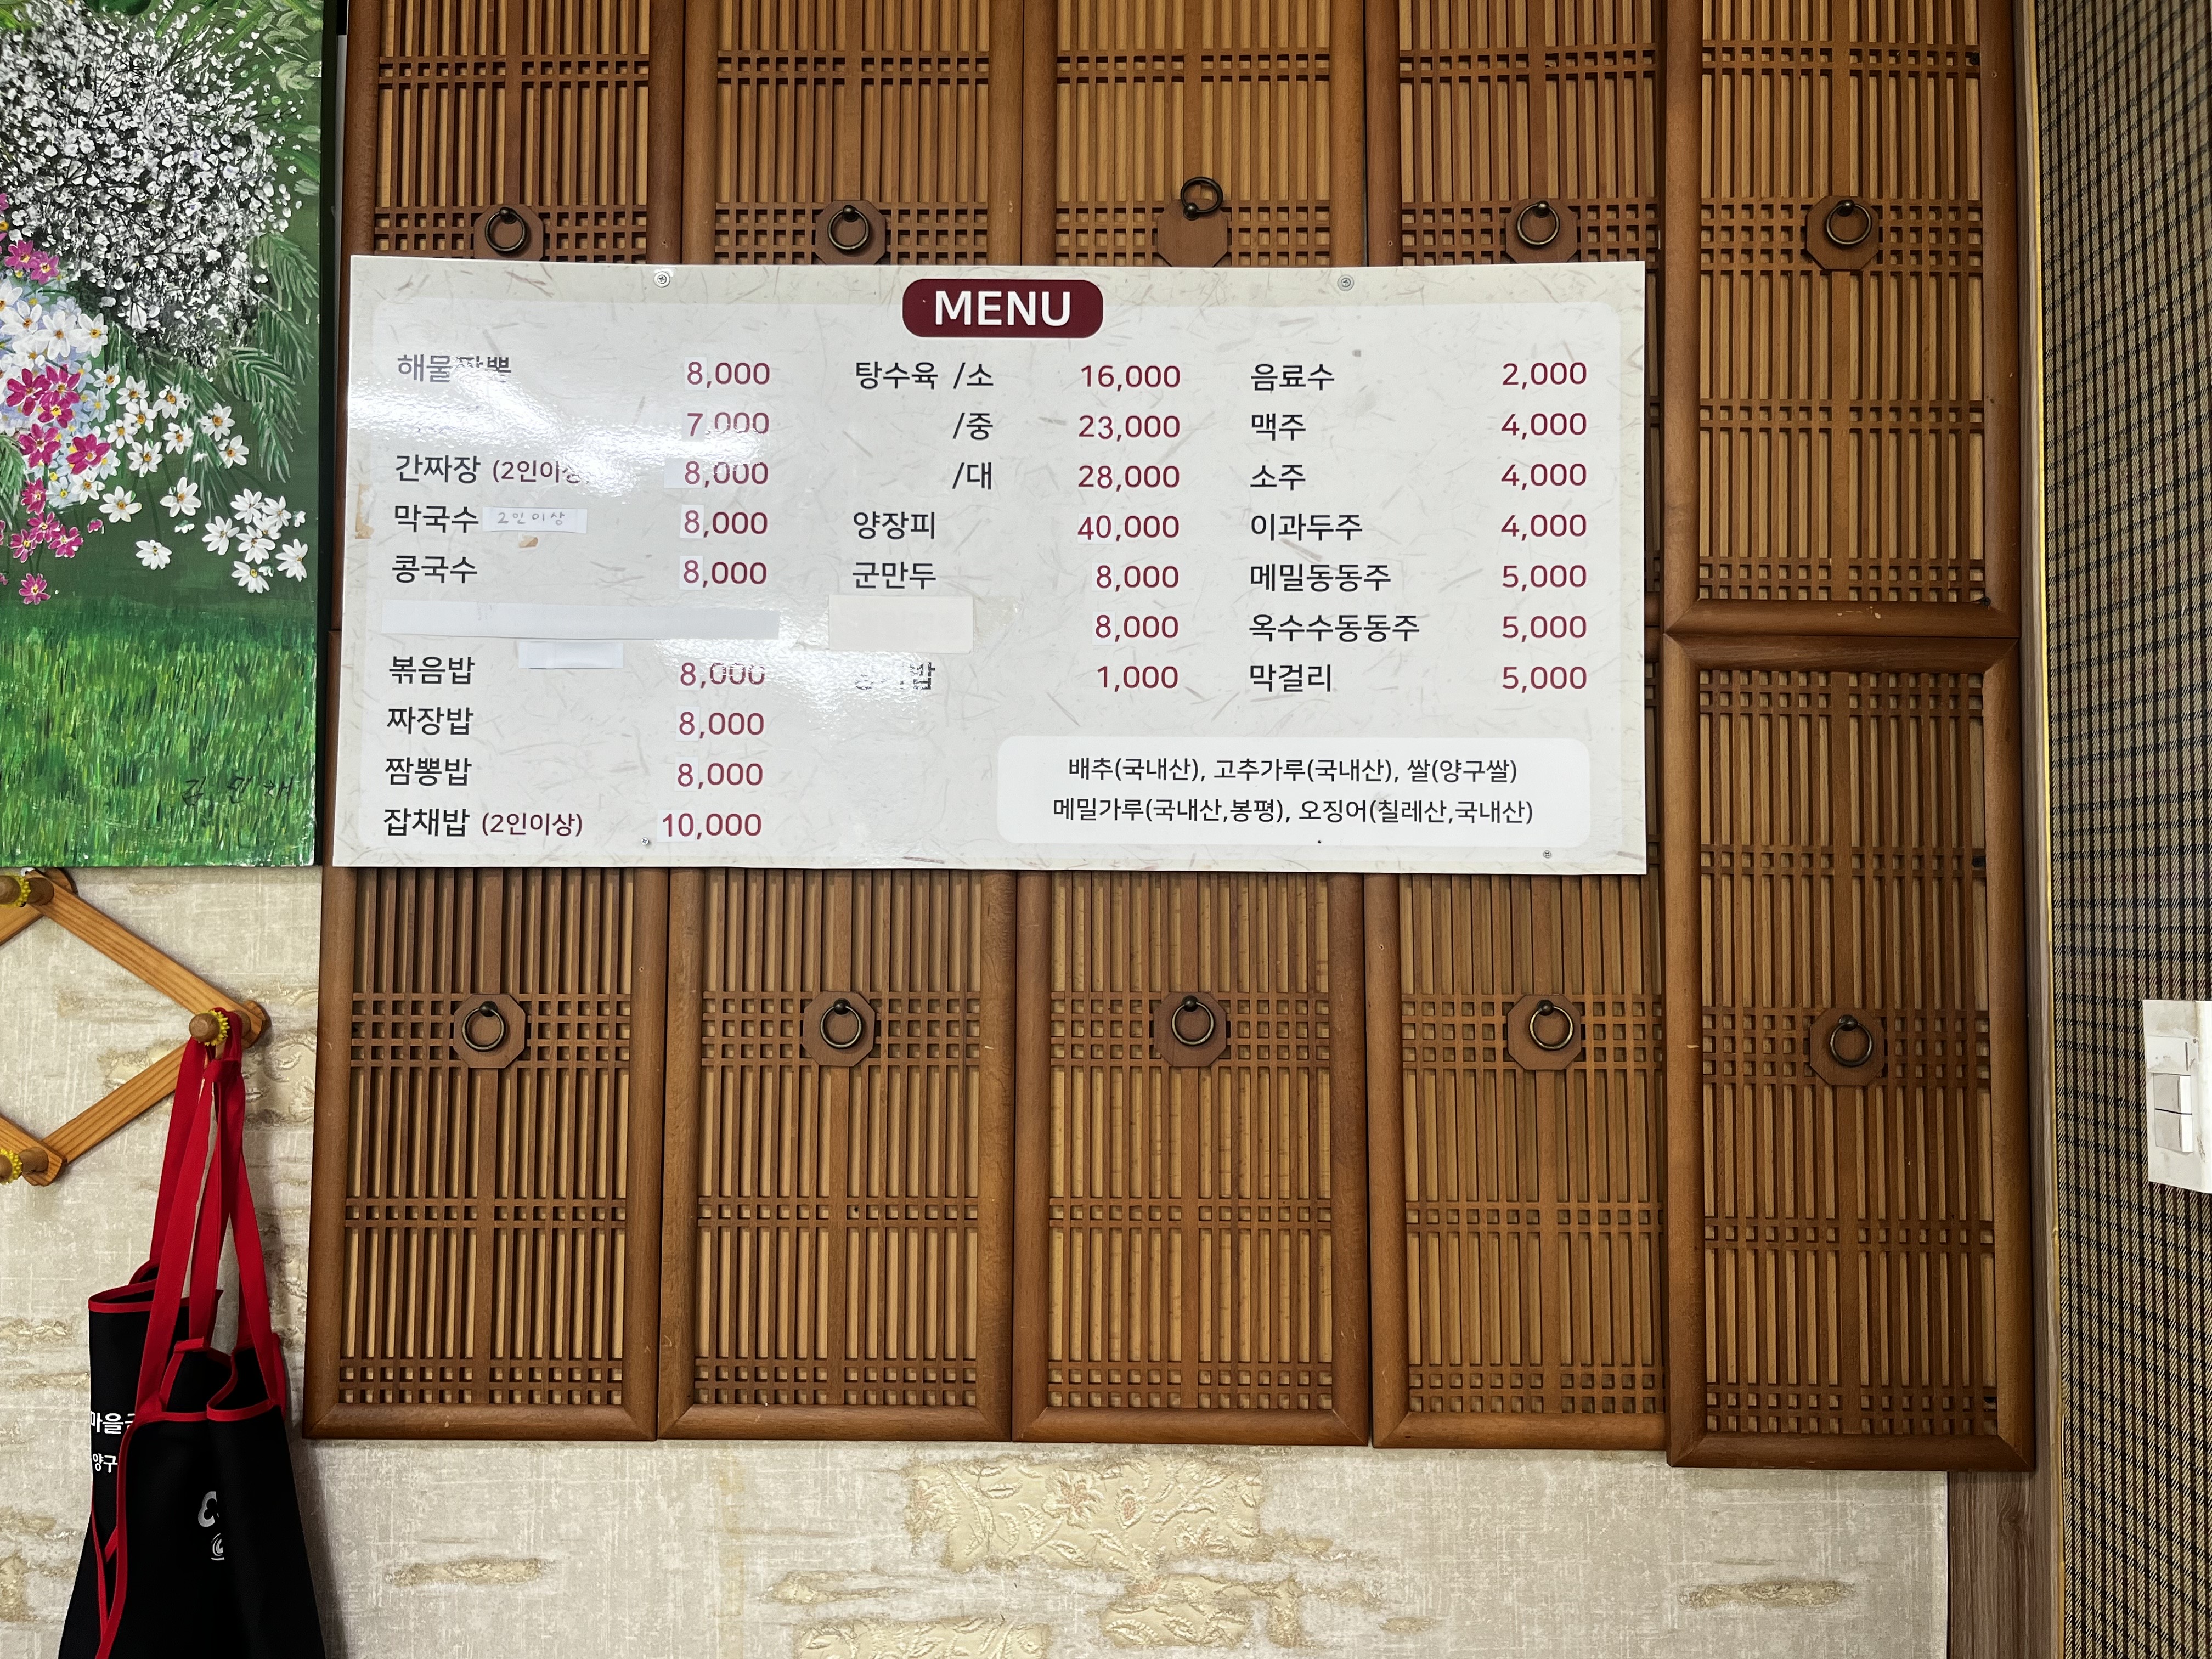 MENU
해물짬뽕 8,000
7,000
간짜장 (2인이상) 8,000
막국수 2인이상 8,000
콩국수 8,000
볶음밥 8,000
짜장밥 8,000
짬뽕밥 8,000
잡채밥 (2인이상) 10,000
탕수육 /소 16,000
/중 23,000
/대 28,000
양장피 40,000
군만두 8,000
8,000
1,000
음료수 2,000
맥주 4,000
소주 4,000
이과두주 4,000
메밀동동주 5,000
옥수수동동주 5,000
막걸리 5,000
배추(국내산), 고추가루(국내산), 쌀(양구쌀)
메밀가루(국내산,봉평), 오징어(칠레산,국내산)
양구